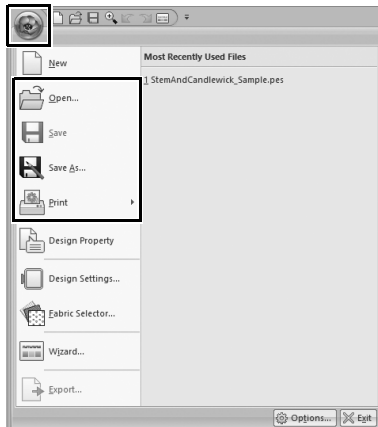 New
Most Recently Used Files
1 StemAndCandlewick_Sample.pes
Open...
Save
Save As...
Print
Design Property
Design Settings...
Fabric Selector...
Wizard...
Export...
Options...
Exit